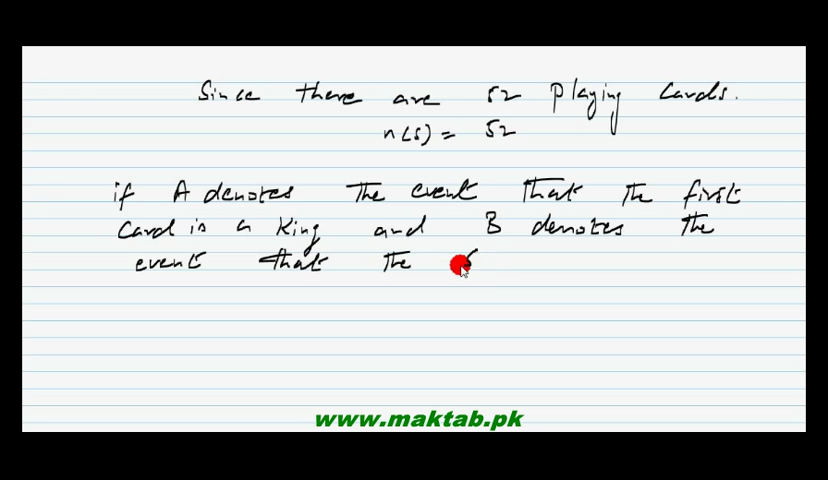 Since there are 52 Playing Cards.
n(s) = 52
if A denotes The event That the first
Card is a King and B denotes the
event that the
www.maktab.pk